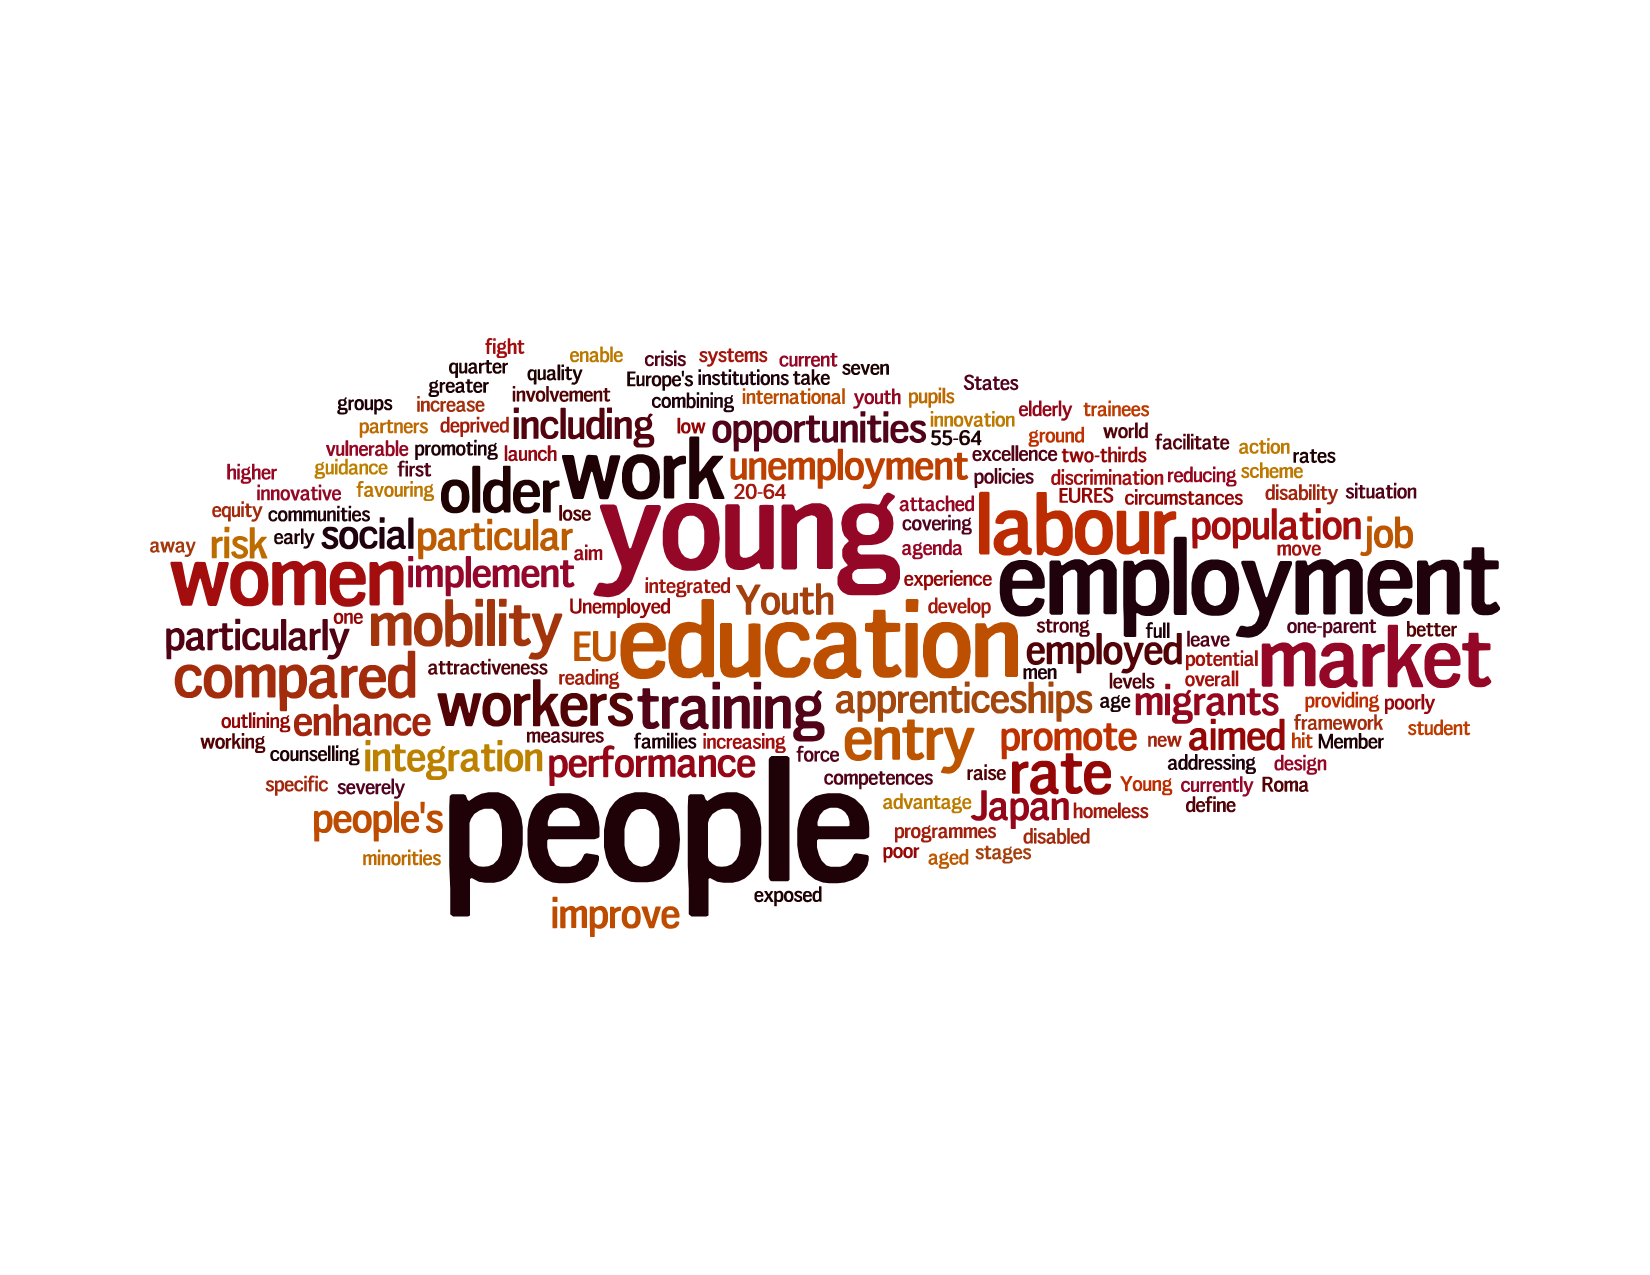 fight
quarter quality enable crisis systems current seven
greater involvement Europe's institutions take
groups increase combining international youth pupils States
partners deprived including low opportunities innovation elderly trainees
vulnerable promoting launch work unemployment 55-64 ground world facilitate action rates
higher guidance first older excellence two-thirds
innovative favouring 20-64 policies discrimination reducing scheme
equity communities lose young attached EURES circumstances disability situation
away risk early social particular aim covering labour population job
agenda move
women implement integrated experience employment
particularly one mobility Unemployed Youth develop
EU education strong full leave one-parent better
compared attractiveness reading men employed potential market
workers training apprenticeships age levels overall migrants providing poorly
outlining enhance framework student
working counselling measures families increasing entry promote new aimed hit Member
integration performance force addressing design
specific severely competences raise rate Young currently Roma
people's people advantage Japan homeless define
programmes disabled
minorities poor aged stages
exposed
improve